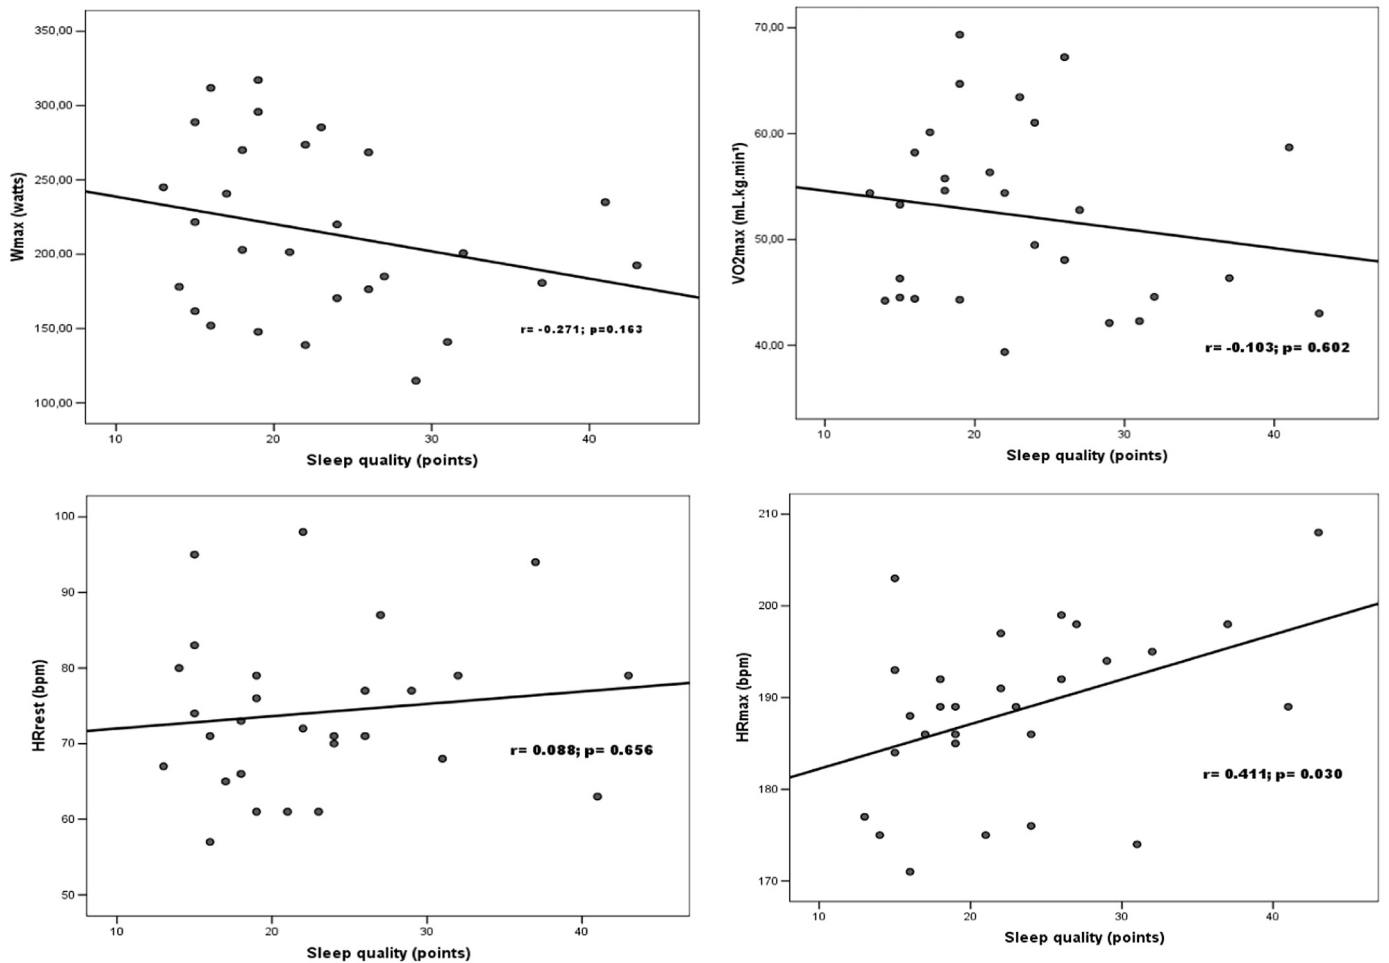 350,00
300,00
250,00
200,00
150,00
100,00
Wmax (watts)
r= -0.271; p=0.163
10 20 30 40
Sleep quality (points)
70,00
60,00
50,00
40,00
VO2max (mL.kg.min¹)
r= -0.103; p= 0.602
10 20 30 40
Sleep quality (points)
100
90
80
70
60
50
HRrest (bpm)
r= 0.088; p= 0.656
10 20 30 40
Sleep quality (points)
210
200
190
180
170
HRmax (bpm)
r= 0.411; p= 0.030
10 20 30 40
Sleep quality (points)